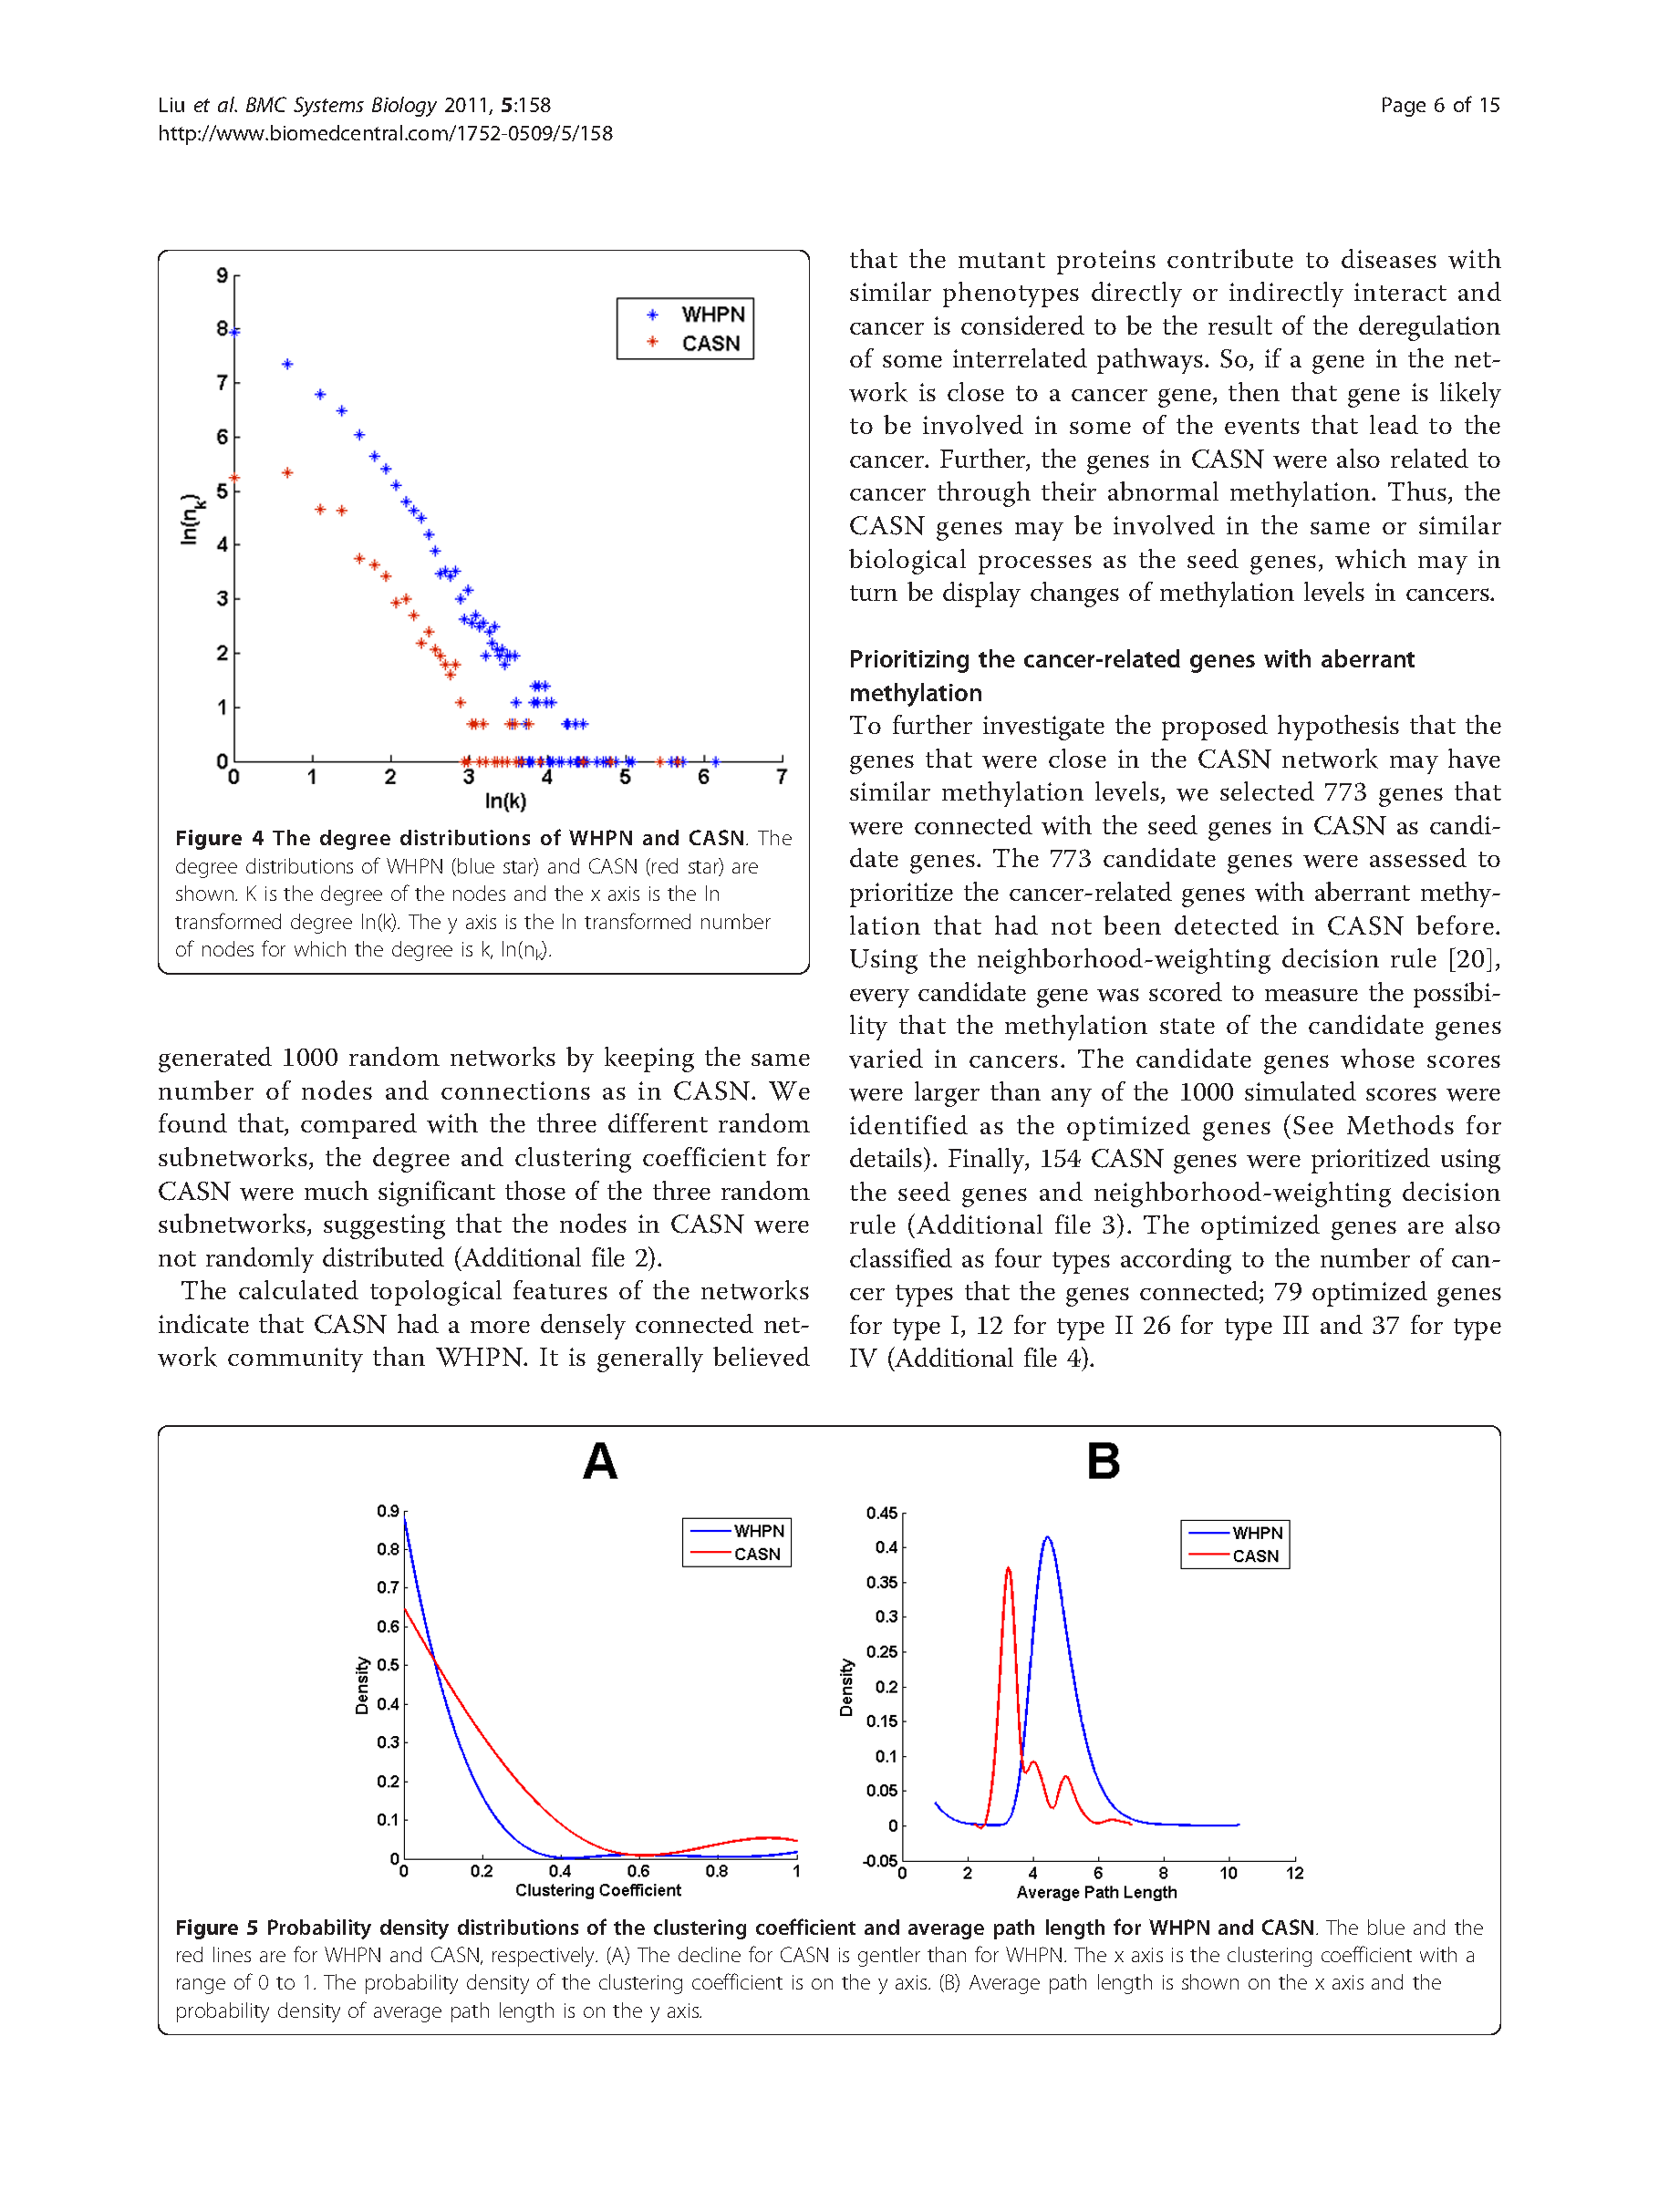 Liu et al. BMC Systems Biology 2011, 5:158
http://www.biomedcentral.com/1752-0509/5/158
Page 6 of 15
9
8
7
6
5
4
3
2
1
0
ln(nk)
WHPN
CASN
0 1 2 3 4 5 6 7
ln(k)
Figure 4 The degree distributions of WHPN and CASN. The
degree distributions of WHPN (blue star) and CASN (red star) are
shown. K is the degree of the nodes and the x axis is the ln
transformed degree ln(k). The y axis is the ln transformed number
of nodes for which the degree is k, ln(nk).
generated 1000 random networks by keeping the same
number of nodes and connections as in CASN. We
found that, compared with the three different random
subnetworks, the degree and clustering coefficient for
CASN were much significant those of the three random
subnetworks, suggesting that the nodes in CASN were
not randomly distributed (Additional file 2).
The calculated topological features of the networks
indicate that CASN had a more densely connected net-
work community than WHPN. It is generally believed
that the mutant proteins contribute to diseases with
similar phenotypes directly or indirectly interact and
cancer is considered to be the result of the deregulation
of some interrelated pathways. So, if a gene in the net-
work is close to a cancer gene, then that gene is likely
to be involved in some of the events that lead to the
cancer. Further, the genes in CASN were also related to
cancer through their abnormal methylation. Thus, the
CASN genes may be involved in the same or similar
biological processes as the seed genes, which may in
turn be display changes of methylation levels in cancers.
Prioritizing the cancer-related genes with aberrant
methylation
To further investigate the proposed hypothesis that the
genes that were close in the CASN network may have
similar methylation levels, we selected 773 genes that
were connected with the seed genes in CASN as candi-
date genes. The 773 candidate genes were assessed to
prioritize the cancer-related genes with aberrant methy-
lation that had not been detected in CASN before.
Using the neighborhood-weighting decision rule [20],
every candidate gene was scored to measure the possibi-
lity that the methylation state of the candidate genes
varied in cancers. The candidate genes whose scores
were larger than any of the 1000 simulated scores were
identified as the optimized genes (See Methods for
details). Finally, 154 CASN genes were prioritized using
the seed genes and neighborhood-weighting decision
rule (Additional file 3). The optimized genes are also
classified as four types according to the number of can-
cer types that the genes connected; 79 optimized genes
for type I, 12 for type II 26 for type III and 37 for type
IV (Additional file 4).
A
0.9
0.8
0.7
0.6
0.5
0.4
0.3
0.2
0.1
0
Density
WHPN
CASN
0 0.2 0.4 0.6 0.8 1
Clustering Coefficient
B
0.45
0.4
0.35
0.3
0.25
0.2
0.15
0.1
0.05
0
-0.05
Density
WHPN
CASN
0 2 4 6 8 10 12
Average Path Length
Figure 5 Probability density distributions of the clustering coefficient and average path length for WHPN and CASN. The blue and the
red lines are for WHPN and CASN, respectively. (A) The decline for CASN is gentler than for WHPN. The x axis is the clustering coefficient with a
range of 0 to 1. The probability density of the clustering coefficient is on the y axis. (B) Average path length is shown on the x axis and the
probability density of average path length is on the y axis.